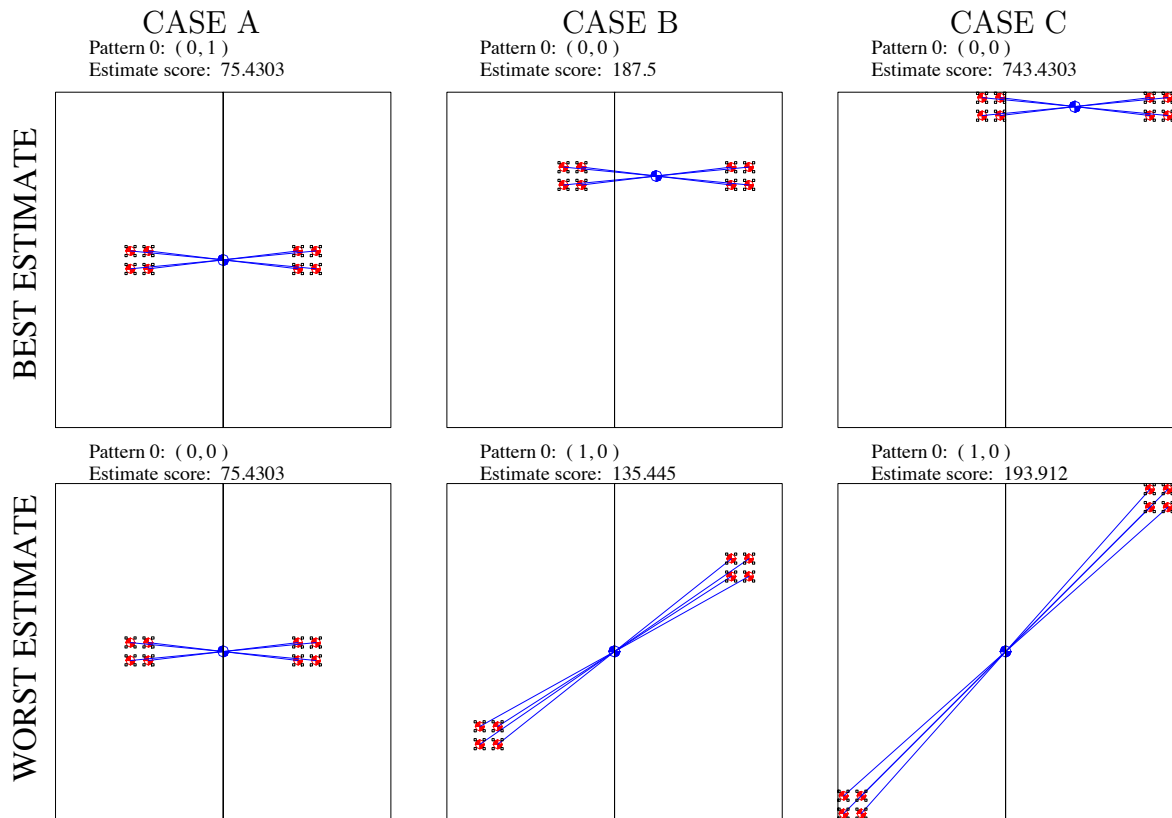 CASE A
CASE B
CASE C
Pattern 0: ( 0, 1 )
Estimate score: 75.4303
Pattern 0: ( 0,0 )
Estimate score: 187.5
Pattern 0: ( 0,0 )
Estimate score: 743.4303
BEST ESTIMATE
Pattern 0: ( 0,0 )
Estimate score: 75.4303
Pattern 0: ( 1,0 )
Estimate score: 135.445
Pattern 0: ( 1,0 )
Estimate score: 193.912
WORST ESTIMATE